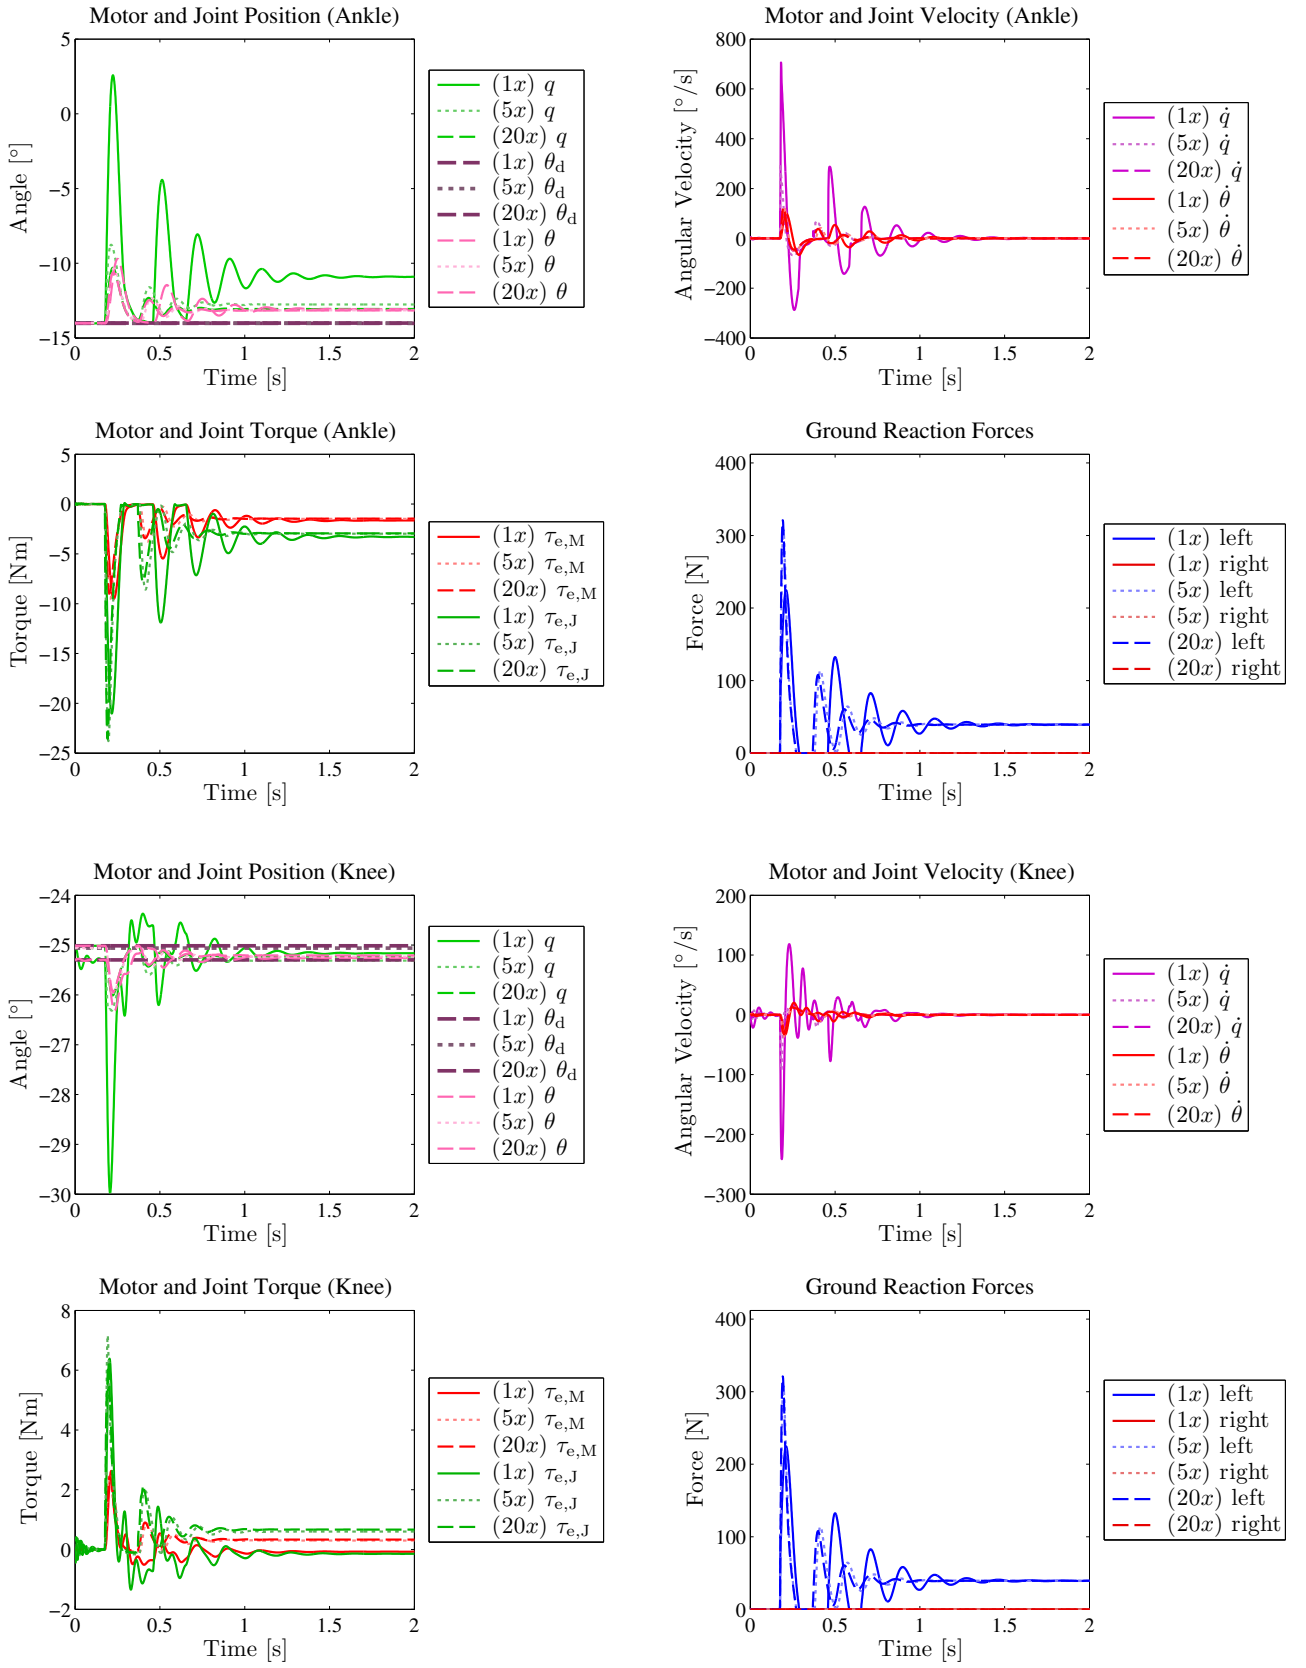 Motor and Joint Position (Ankle)
5
0
−5
−10
−15
Angle [°]
0 0.5 1 1.5 2
Time [s]
(1x) q
(5x) q
(20x) q
(1x) θd
(5x) θd
(20x) θd
(1x) θ
(5x) θ
(20x) θ
Motor and Joint Velocity (Ankle)
800
600
400
200
0
−200
−400
Angular Velocity [°/s]
0 0.5 1 1.5 2
Time [s]
(1x) q̇
(5x) q̇
(20x) q̇
(1x) θ̇
(5x) θ̇
(20x) θ̇
Motor and Joint Torque (Ankle)
5
0
−5
−10
−15
−20
−25
Torque [Nm]
0 0.5 1 1.5 2
Time [s]
(1x) τe,M
(5x) τe,M
(20x) τe,M
(1x) τe,J
(5x) τe,J
(20x) τe,J
Ground Reaction Forces
400
300
200
100
0
Force [N]
0 0.5 1 1.5 2
Time [s]
(1x) left
(1x) right
(5x) left
(5x) right
(20x) left
(20x) right
Motor and Joint Position (Knee)
−24
−25
−26
−27
−28
−29
−30
Angle [°]
0 0.5 1 1.5 2
Time [s]
(1x) q
(5x) q
(20x) q
(1x) θd
(5x) θd
(20x) θd
(1x) θ
(5x) θ
(20x) θ
Motor and Joint Velocity (Knee)
200
100
0
−100
−200
−300
Angular Velocity [°/s]
0 0.5 1 1.5 2
Time [s]
(1x) q̇
(5x) q̇
(20x) q̇
(1x) θ̇
(5x) θ̇
(20x) θ̇
Motor and Joint Torque (Knee)
8
6
4
2
0
−2
Torque [Nm]
0 0.5 1 1.5 2
Time [s]
(1x) τe,M
(5x) τe,M
(20x) τe,M
(1x) τe,J
(5x) τe,J
(20x) τe,J
Ground Reaction Forces
400
300
200
100
0
Force [N]
0 0.5 1 1.5 2
Time [s]
(1x) left
(1x) right
(5x) left
(5x) right
(20x) left
(20x) right